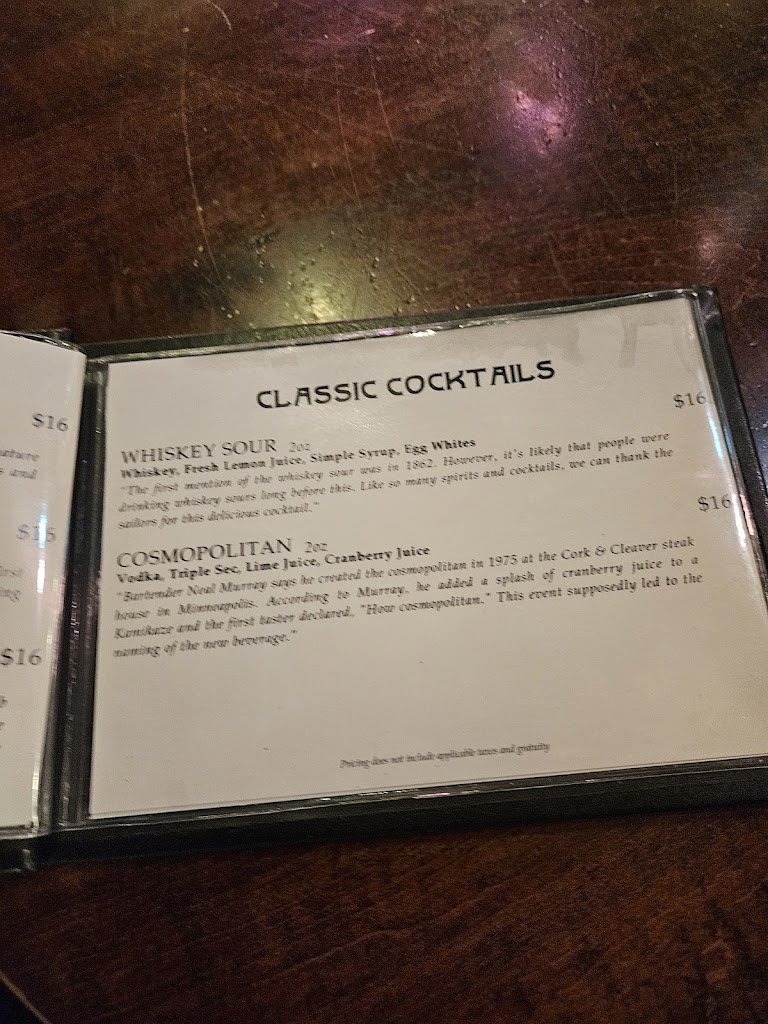 $16
ature
s and
$15
irst
ing
$16
CLASSIC COCKTAILS
$16
WHISKEY SOUR 2oz
Whiskey, Fresh Lemon Juice, Simple Syrup, Egg Whites
"The first mention of the whiskey sour was in 1862. However, it's likely that people were
drinking whiskey sours long before this. Like so many spirits and cocktails, we can thank the
sailors for this delicious cocktail."
$16
COSMOPOLITAN 2oz
Vodka, Triple Sec, Lime Juice, Cranberry Juice
"Bartender Neal Murray says he created the cosmopolitan in 1975 at the Cork & Cleaver steak
house in Minneapolis. According to Murray, he added a splash of cranberry juice to a
Kamikaze and the first taster declared, "How cosmopolitan." This event supposedly led to the
naming of the new beverage."
Pricing does not include applicable taxes and gratuity